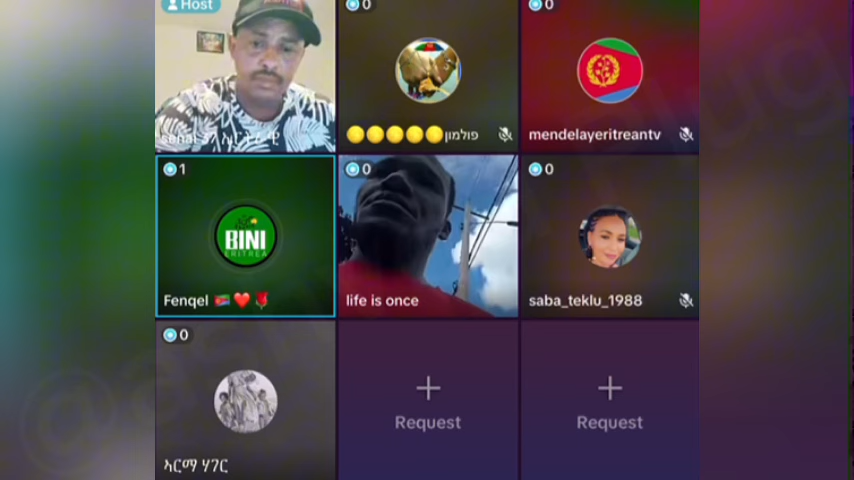 Host
0
0
פולמון
mendelayeritreantv
1
0
0
BINI
ERITREA
Fenqel
life is once
saba_teklu_1988
0
Request
Request
ኣርማ ሃገር